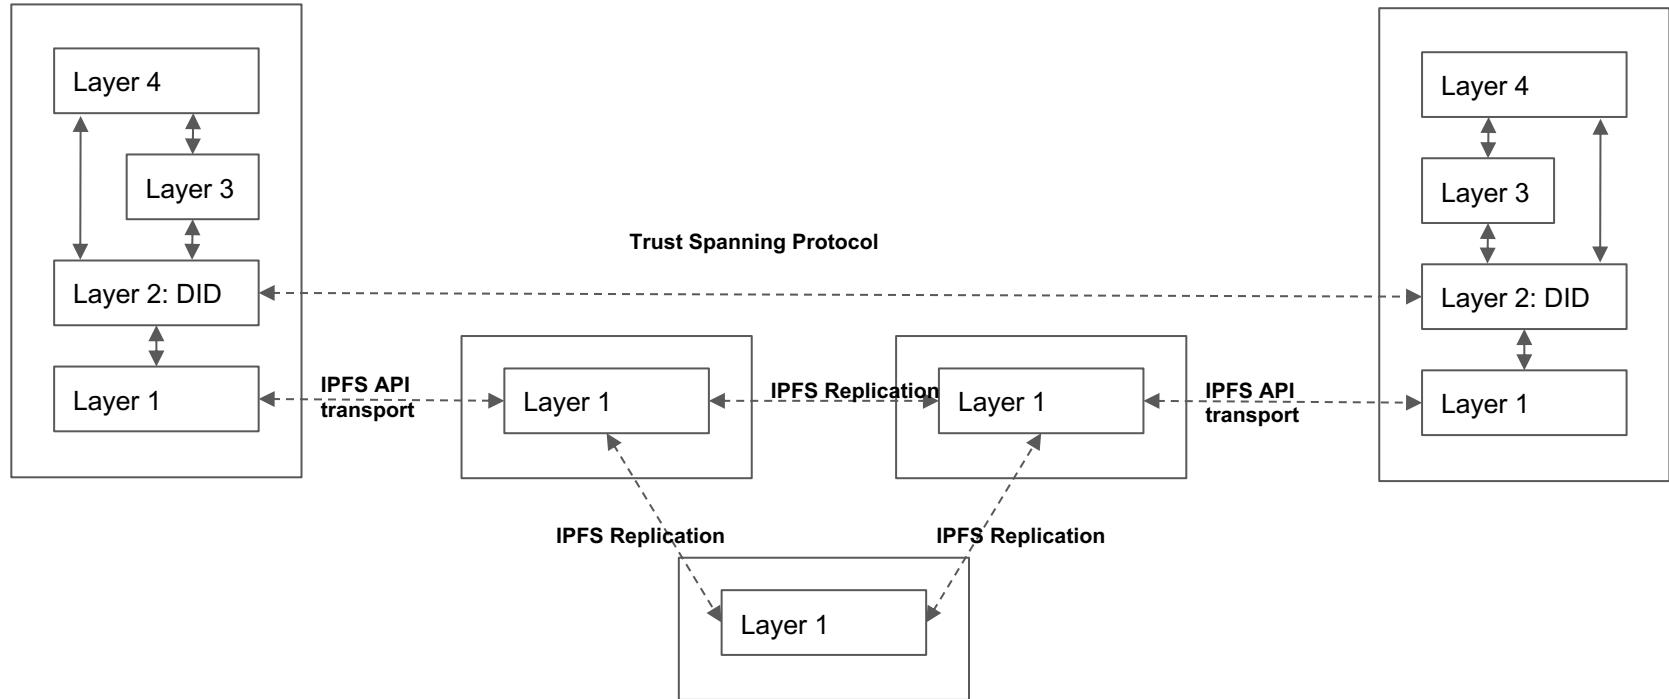 Layer 4
Layer 3
Layer 2: DID
Layer 1
Trust Spanning Protocol
IPFS API
transport
Layer 1
IPFS Replication
Layer 1
IPFS API
transport
Layer 4
Layer 3
Layer 2: DID
Layer 1
IPFS Replication
IPFS Replication
Layer 1